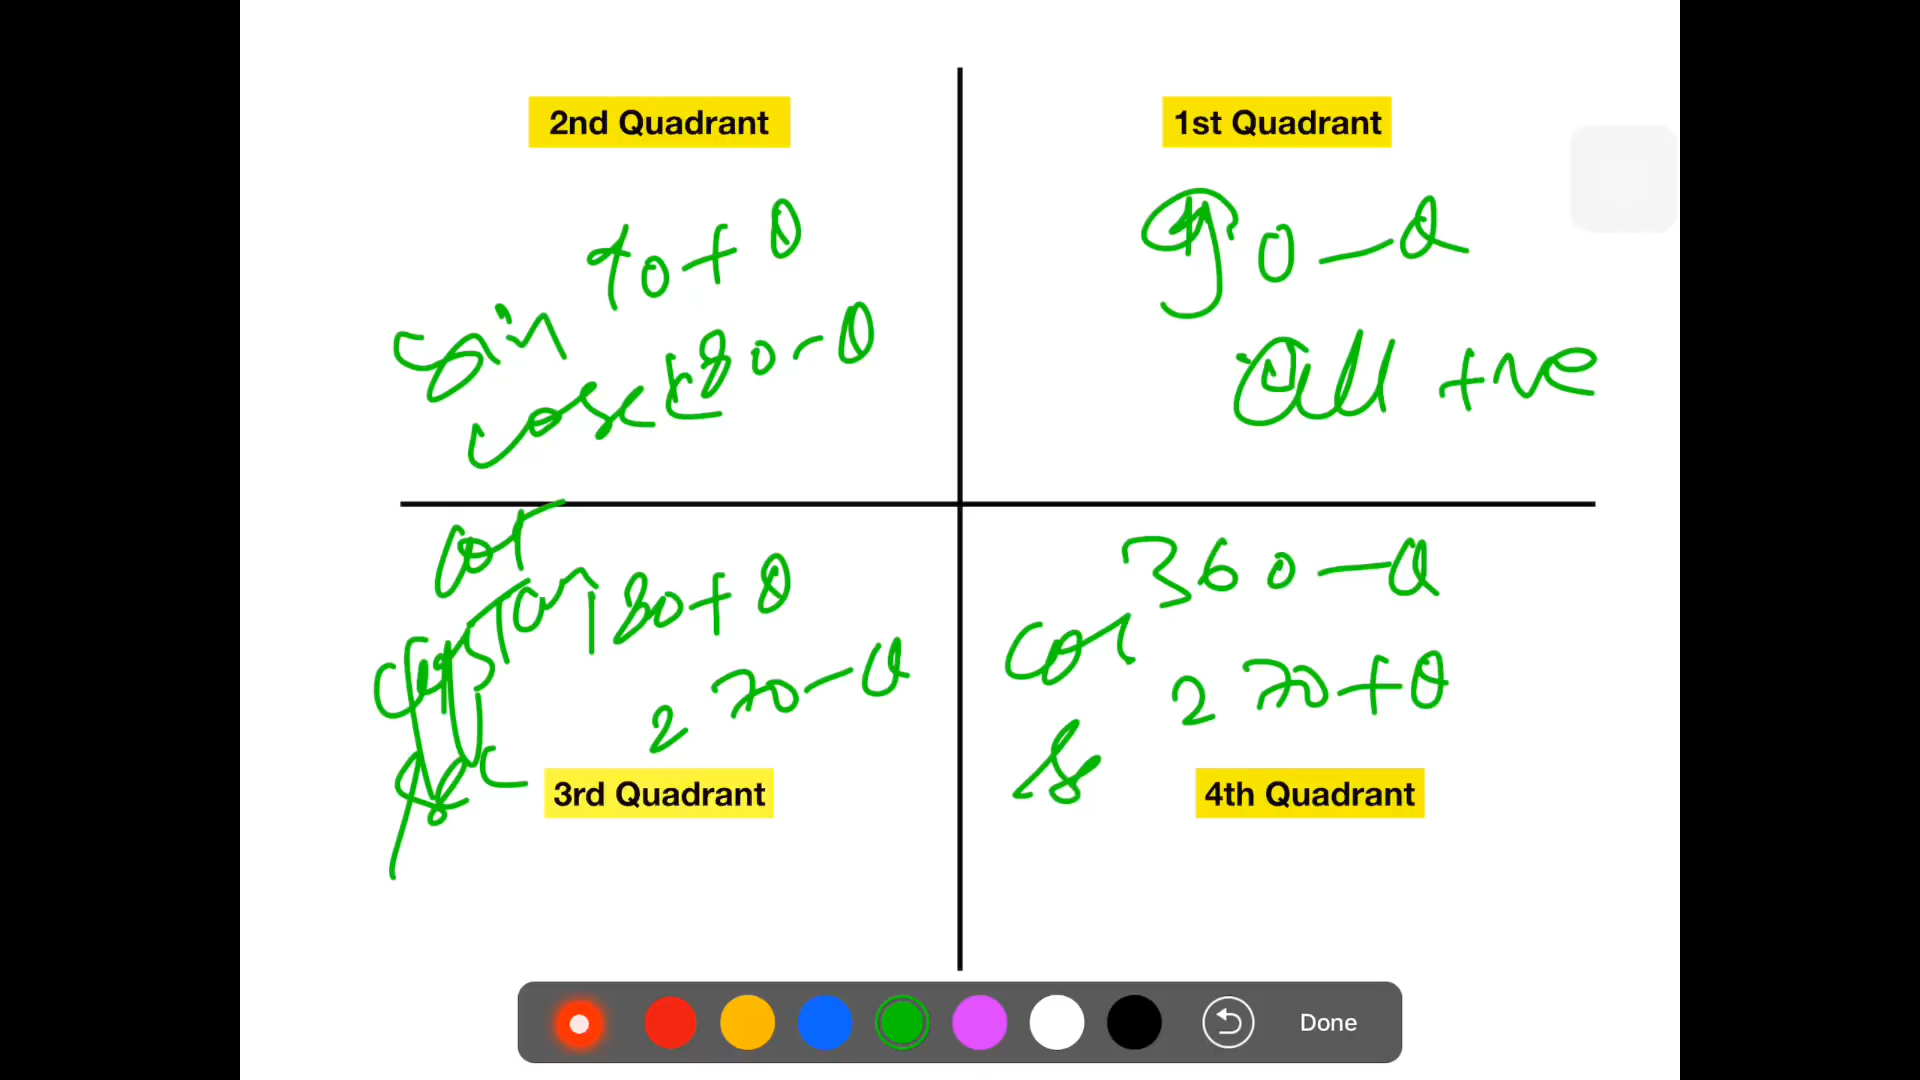 2nd Quadrant
90+θ
sin
180-θ
cosec
1st Quadrant
90-θ
All +ve
cot
tan
180+θ
270-θ
3rd Quadrant
360-θ
cos
270+θ
4th Quadrant
Done